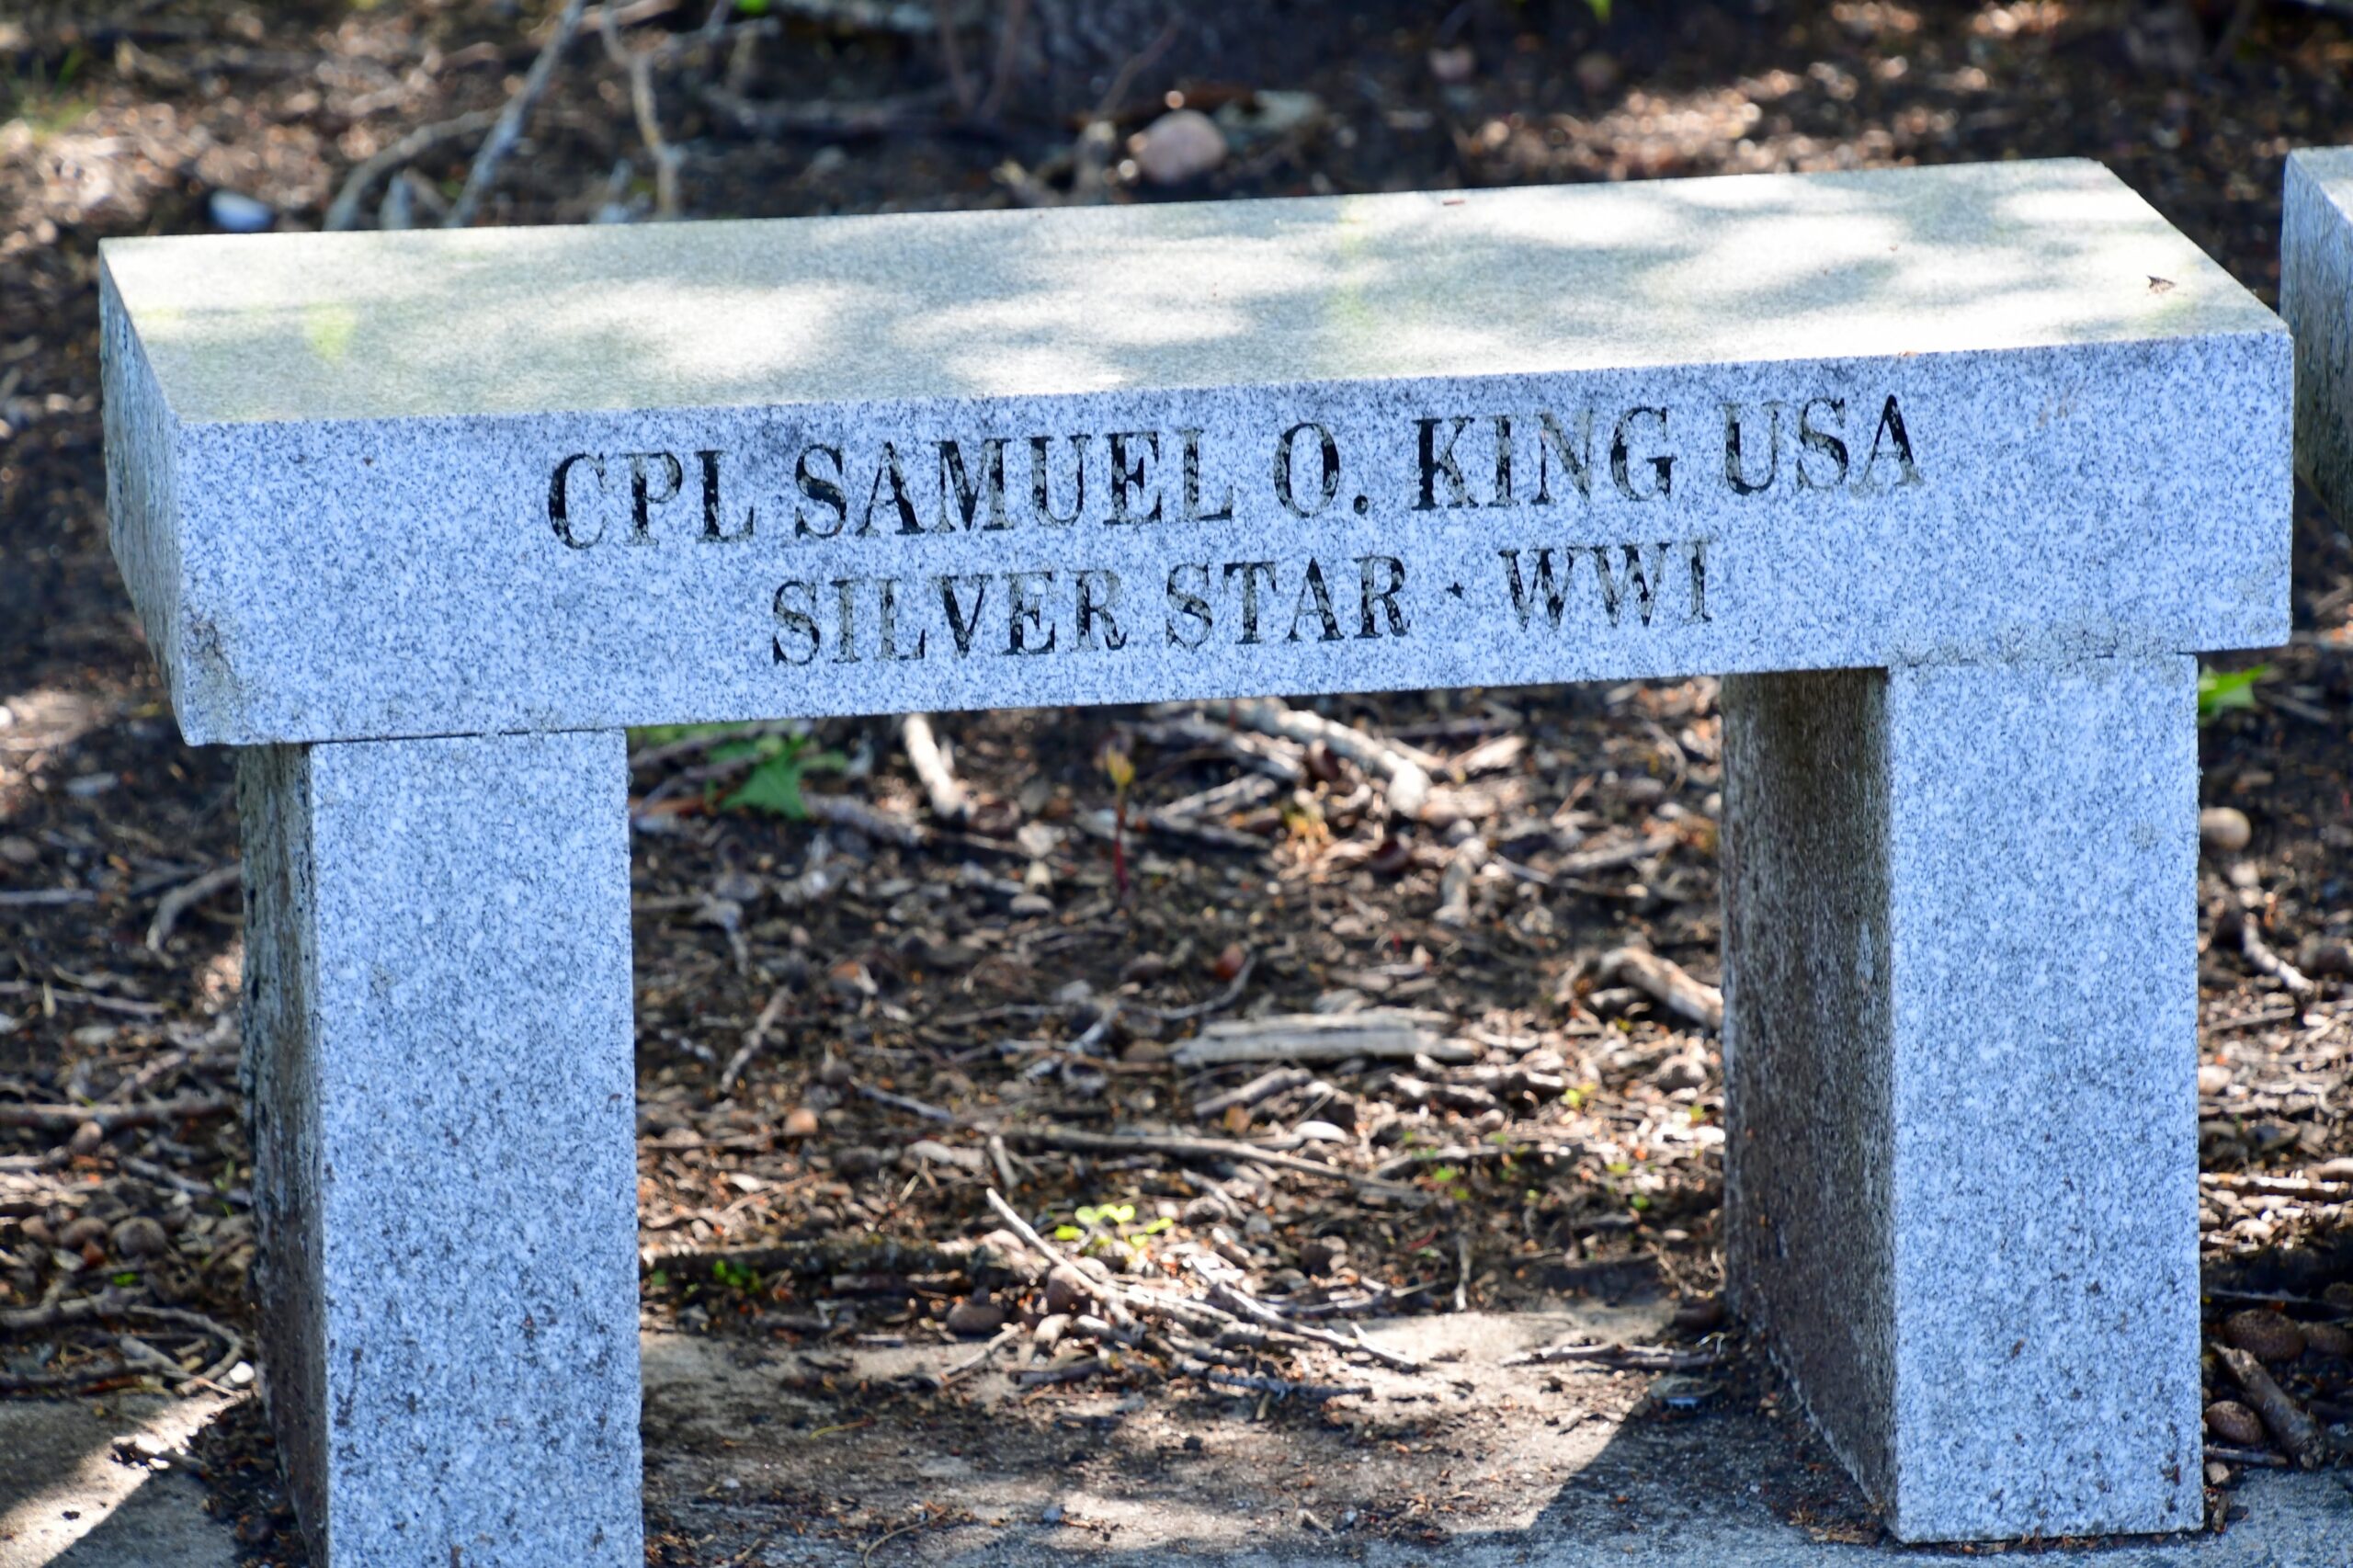 CPL SAMUEL O. KING USA
SILVER STAR · WWI